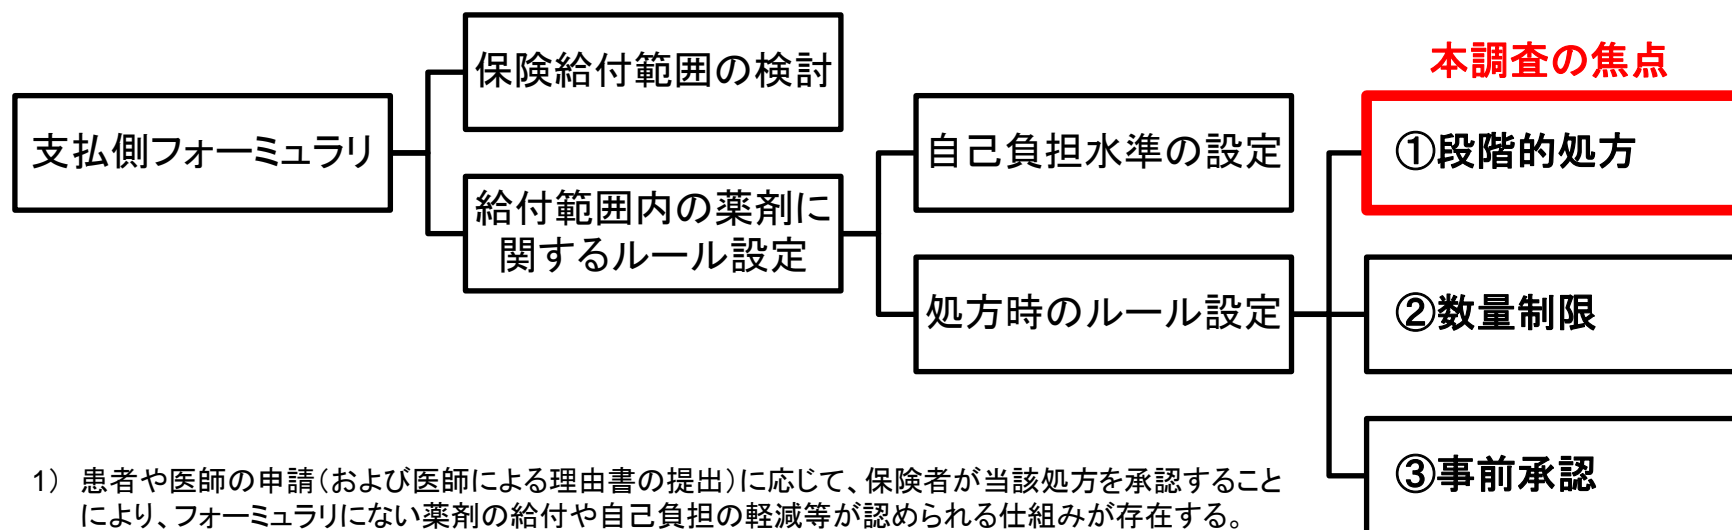 支払側フォーミュラリ
保険給付範囲の検討
給付範囲内の薬剤に
関するルール設定
自己負担水準の設定
処方時のルール設定
本調査の焦点
①段階的処方
②数量制限
③事前承認
1) 患者や医師の申請(および医師による理由書の提出)に応じて、保険者が当該処方を承認すること
により、フォーミュラリにない薬剤の給付や自己負担の軽減等が認められる仕組みが存在する。